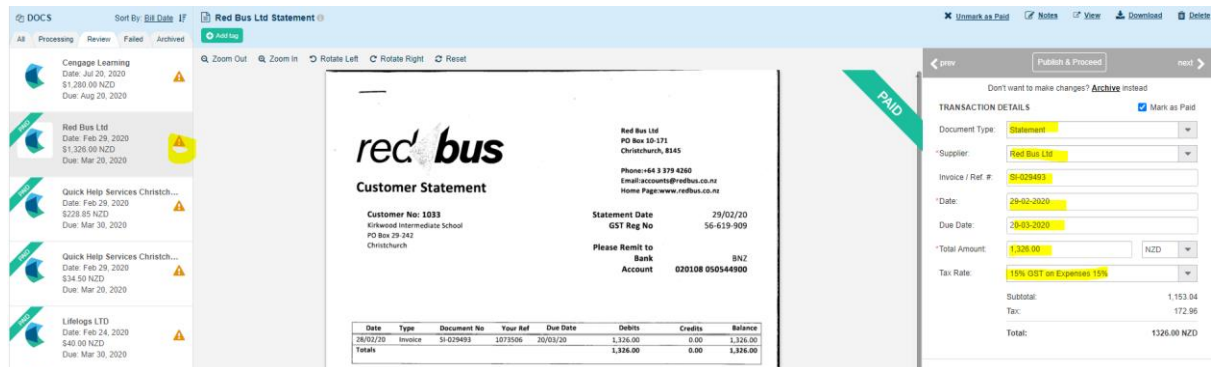 DOCS
Sort By: Bill Date
All Processing Review Failed Archived
Cengage Learning
Date: Jul 20, 2020
$1,280.00 NZD
Due: Aug 20, 2020
PAID
Red Bus Ltd
Date: Feb 29, 2020
$1,326.00 NZD
Due: Mar 20, 2020
PAID
Quick Help Services Christch...
Date: Feb 29, 2020
$228.85 NZD
Due: Mar 30, 2020
PAID
Quick Help Services Christch...
Date: Feb 29, 2020
$34.50 NZD
Due: Mar 20, 2020
PAID
Lifelogs LTD
Date: Feb 24, 2020
$40.00 NZD
Due: Mar 30, 2020
Red Bus Ltd Statement
Add tag
Unmark as Paid Notes View Download Delete
Zoom Out Zoom In Rotate Left Rotate Right Reset
PAID
red bus
Customer Statement
Red Bus Ltd
PO Box 10-171
Christchurch, 8145
Phone:+64 3 379 4260
Email:accounts@redbus.co.nz
Home Page:www.redbus.co.nz
Customer No: 1033
Kirkwood Intermediate School
PO Box 29-242
Christchurch
Statement Date 29/02/20
GST Reg No 56-619-909
Please Remit to
Bank BNZ
Account 020108 050544900
Date Type Document No Your Ref Due Date Debits Credits Balance
28/02/20 Invoice SI-029493 1073506 20/03/20 1,326.00 0.00 1,326.00
Totals 1,326.00 0.00 1,326.00
prev Publish & Proceed next
Don't want to make changes? Archive instead
TRANSACTION DETAILS Mark as Paid
Document Type: Statement
*Supplier: Red Bus Ltd
Invoice / Ref. #: SI-029493
*Date: 29-02-2020
Due Date: 20-03-2020
*Total Amount: 1,326.00 NZD
Tax Rate: 15% GST on Expenses 15%
Subtotal: 1,153.04
Tax: 172.96
Total: 1326.00 NZD